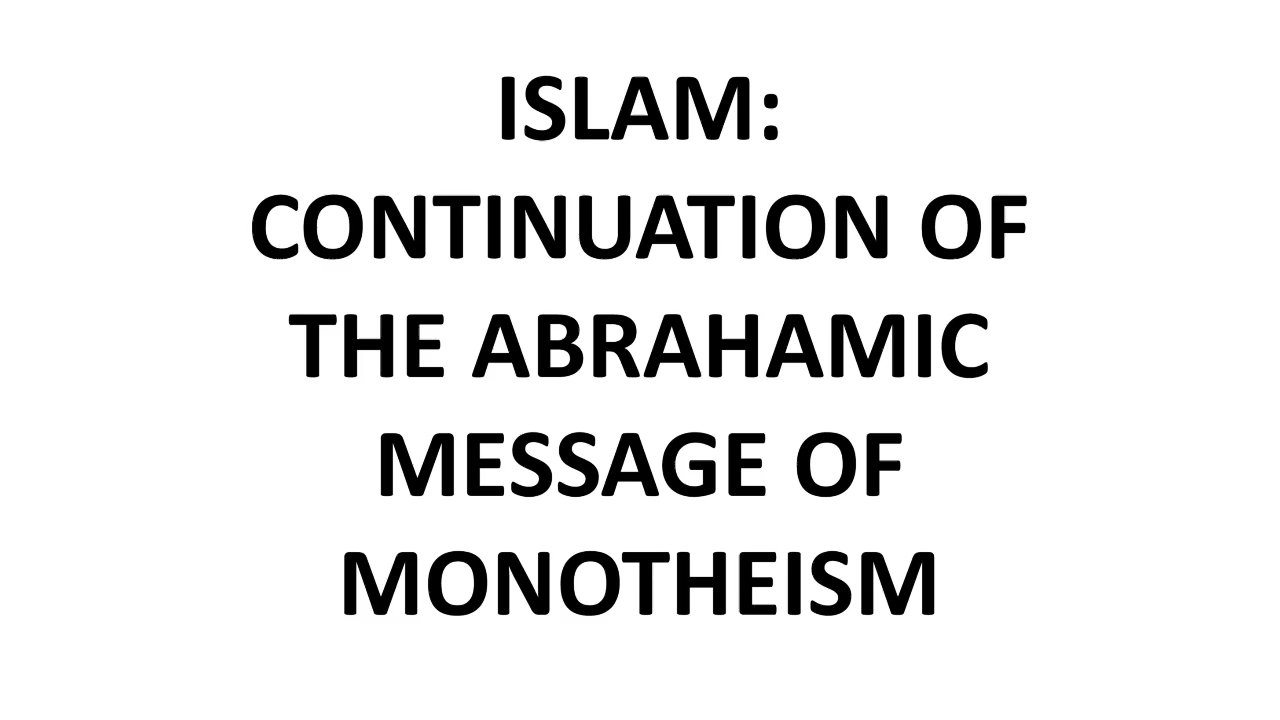 ISLAM:
CONTINUATION OF
THE ABRAHAMIC
MESSAGE OF
MONOTHEISM